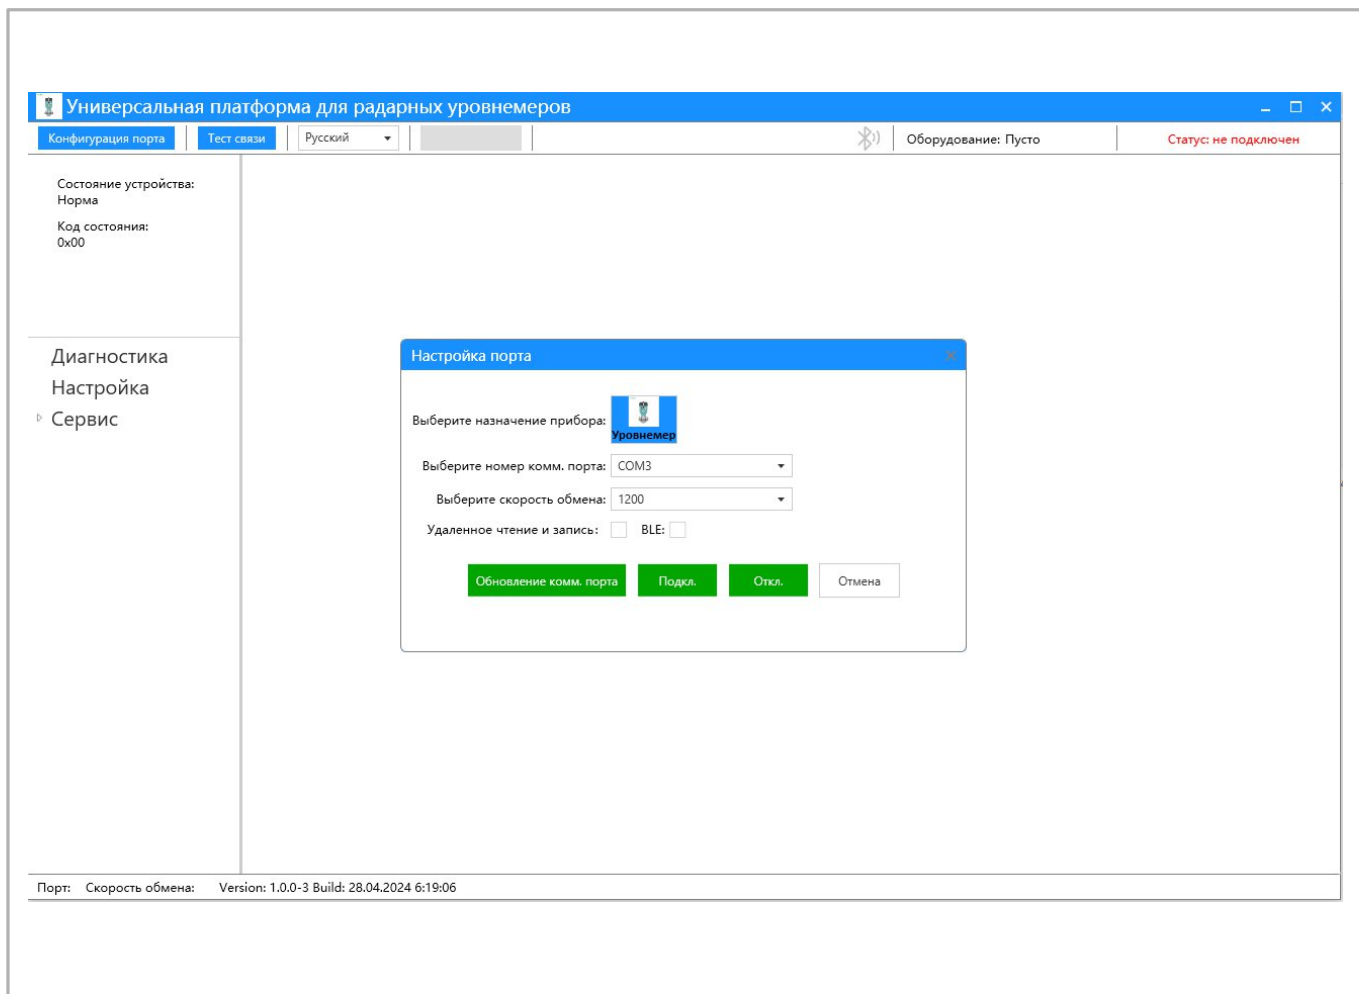 Универсальная платформа для радарных уровнемеров
Конфигурация порта Тест связи Русский Оборудование: Пусто Статус: не подключен
Состояние устройства:
Норма
Код состояния:
0x00
Диагностика
Настройка
Сервис
Настройка порта
Выберите назначение прибора: Уровнемер
Выберите номер комм. порта: COM3
Выберите скорость обмена: 1200
Удаленное чтение и запись: BLE:
Обновление комм. порта Подкл. Откл. Отмена
Порт: Скорость обмена: Version: 1.0.0-3 Build: 28.04.2024 6:19:06